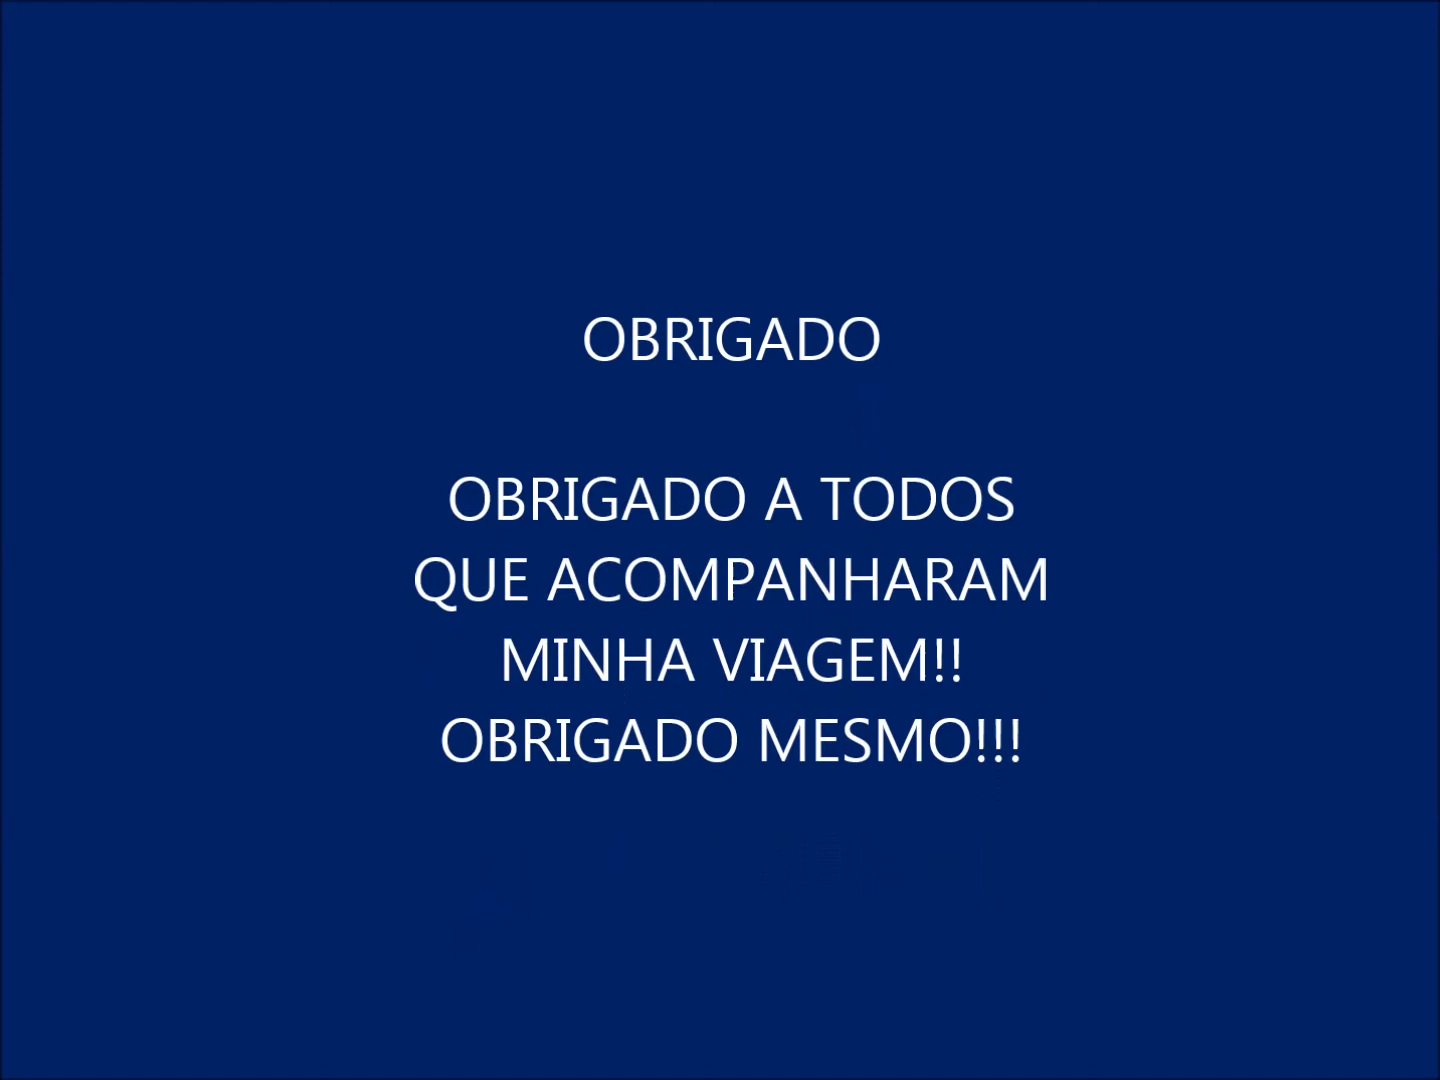 OBRIGADO
OBRIGADO A TODOS
QUE ACOMPANHARAM
MINHA VIAGEM!!
OBRIGADO MESMO!!!